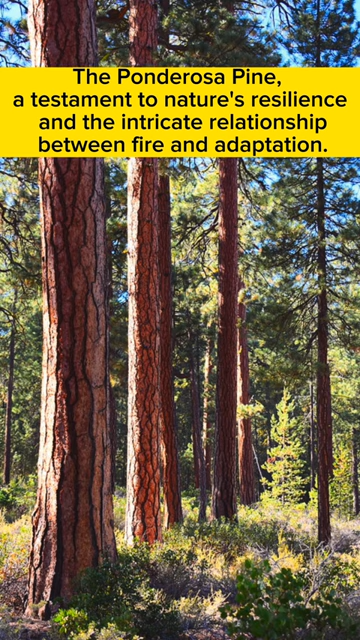 The Ponderosa Pine,
a testament to nature's resilience
and the intricate relationship
between fire and adaptation.